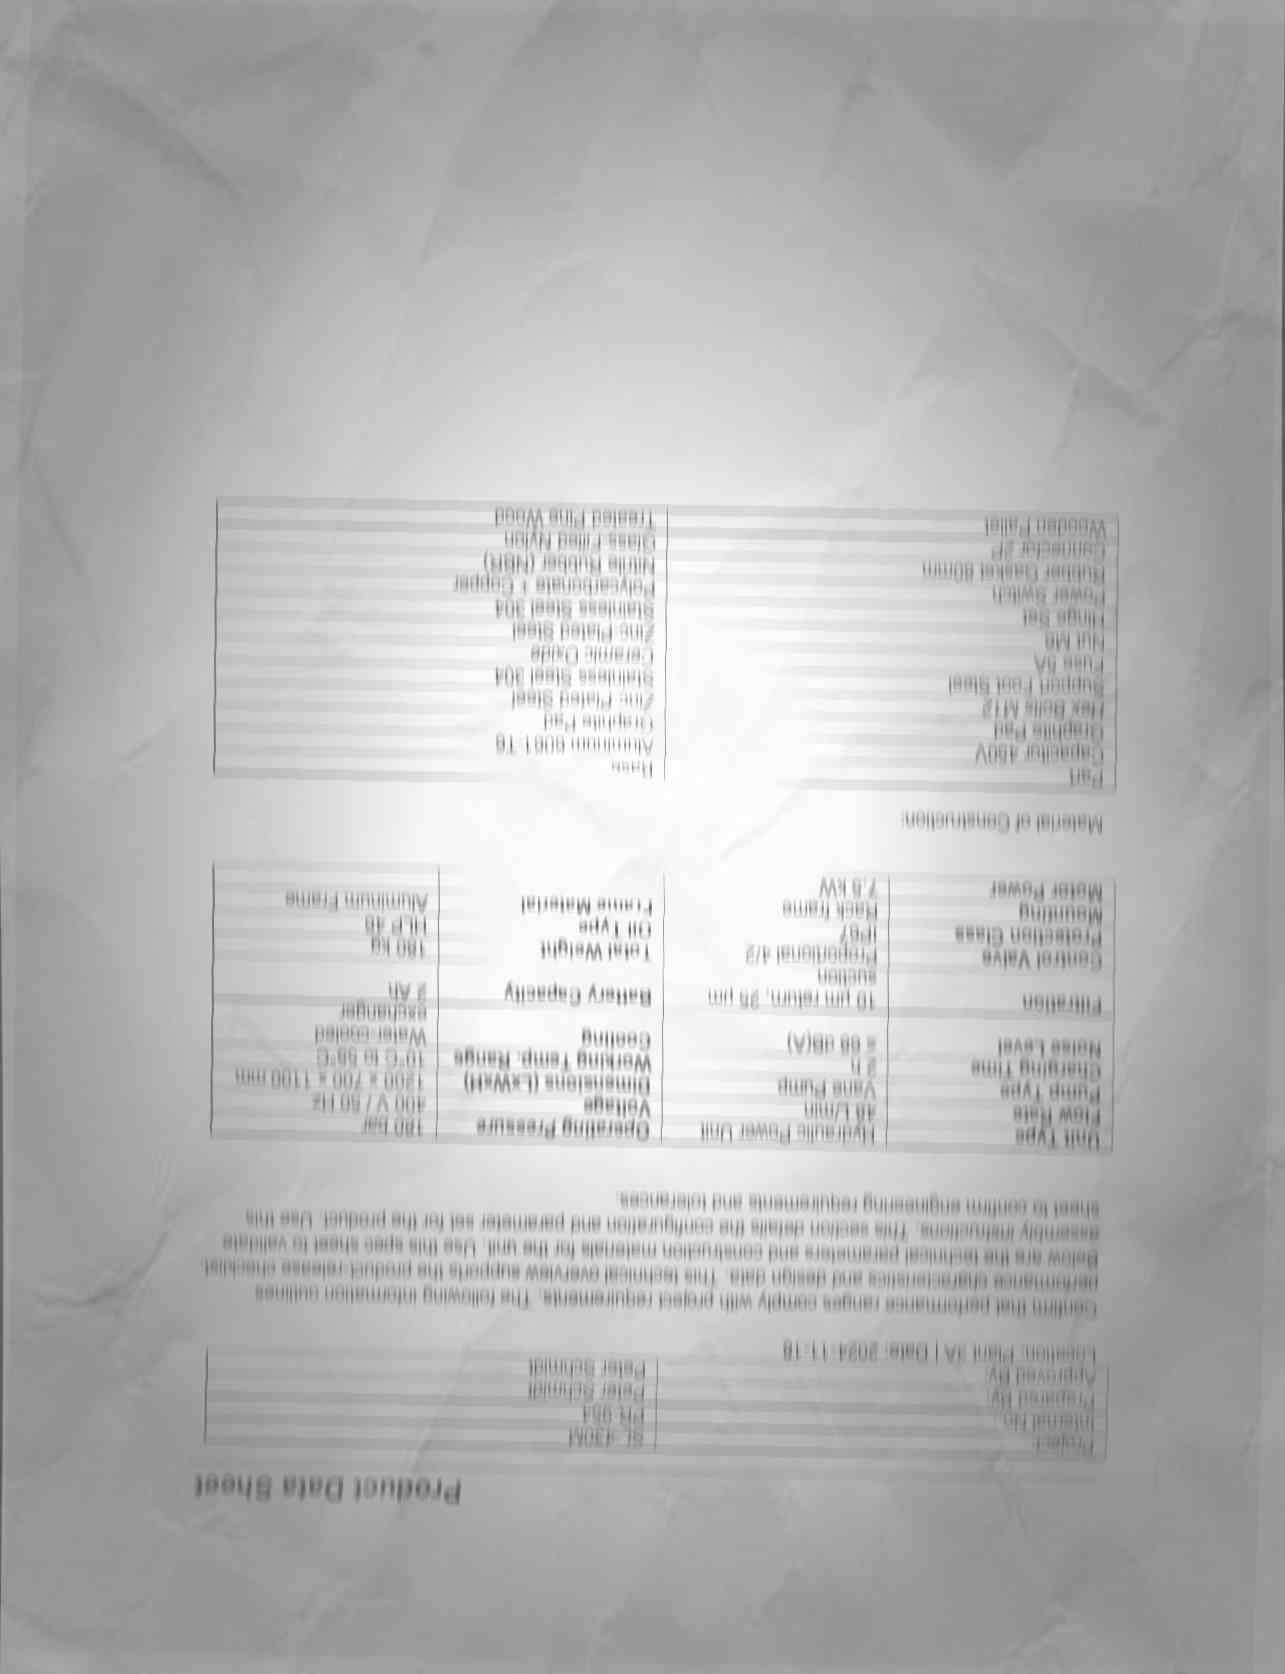 Product Data Sheet
Project: SL-430M
Internal No: PR-954
Prepared By: Peter Schmidt
Approved By: Peter Schmidt
Location: Plant 3A | Date: 2024-11-18
Confirm that performance ranges comply with project requirements. The following information outlines
performance characteristics and design data. This technical overview supports the product release checklist.
Below are the technical parameters and construction materials for the unit. Use this spec sheet to validate
assembly instructions. This section details the configuration and parameter set for the product. Use this
sheet to confirm engineering requirements and tolerances.
Unit Type Hydraulic Power Unit Operating Pressure 180 bar
Flow Rate 48 L/min Voltage 400 V / 50 Hz
Pump Type Vane Pump Dimensions (LxWxH) 1200 x 700 x 1100 mm
Charging Time 2 h Working Temp. Range 10°C to 55°C
Noise Level ≤ 68 dB(A) Cooling Water-cooled
exchanger
Filtration 10 µm return, 25 µm Battery Capacity 2 Ah
suction
Control Valve Proportional 4/2 Total Weight 180 kg
Protection Class IP67 Oil Type HLP 46
Mounting Rack frame Frame Material Aluminum Frame
Motor Power 7.5 kW
Material of Construction:
Part
Capacitor 450V Aluminum 6061-T6
Graphite Pad Graphite Pad
Hex Bolts M12 Zinc Plated Steel
Support Foot Steel Stainless Steel 304
Fuse 5A Ceramic Oxide
Nut M8 Zinc Plated Steel
Hinge Set Stainless Steel 304
Power Switch Polycarbonate + Copper
Rubber Gasket 80mm Nitrile Rubber (NBR)
Connector 2P Glass Filled Nylon
Wooden Pallet Treated Pine Wood